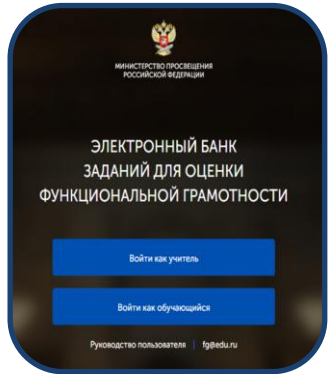 МИНИСТЕРСТВО ПРОСВЕЩЕНИЯ
РОССИЙСКОЙ ФЕДЕРАЦИИ
ЭЛЕКТРОННЫЙ БАНК
ЗАДАНИЙ ДЛЯ ОЦЕНКИ
ФУНКЦИОНАЛЬНОЙ ГРАМОТНОСТИ
Войти как учитель
Войти как обучающийся
Руководство пользователя | fg@edu.ru